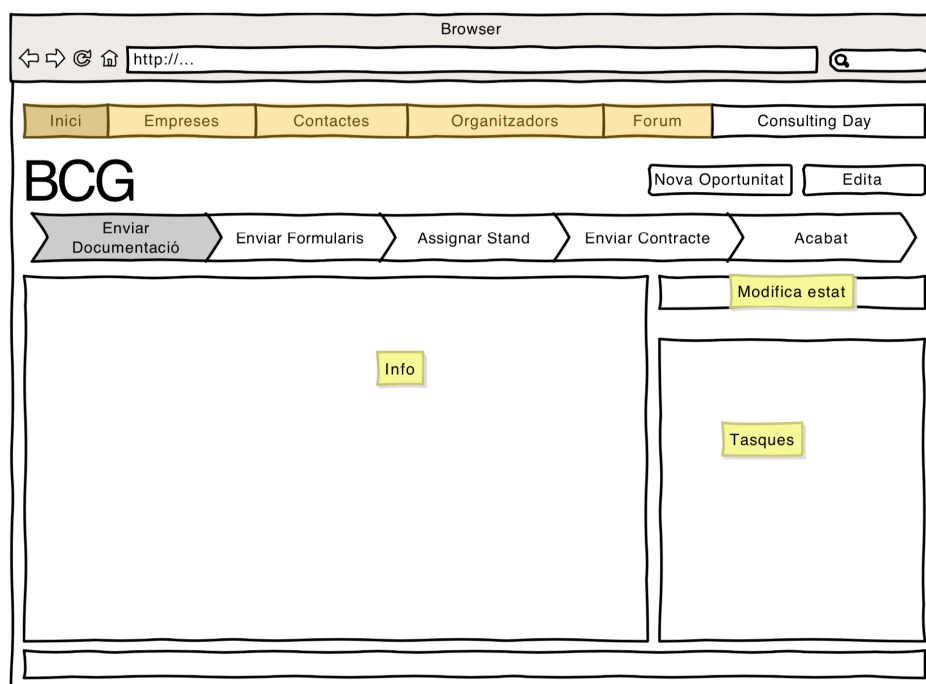 Browser
http://...
Inici Empreses Contactes Organitzadors Forum Consulting Day
BCG
Nova Oportunitat Edita
Enviar
Documentació
Enviar Formularis Assignar Stand Enviar Contracte Acabat
Modifica estat
Info
Tasques